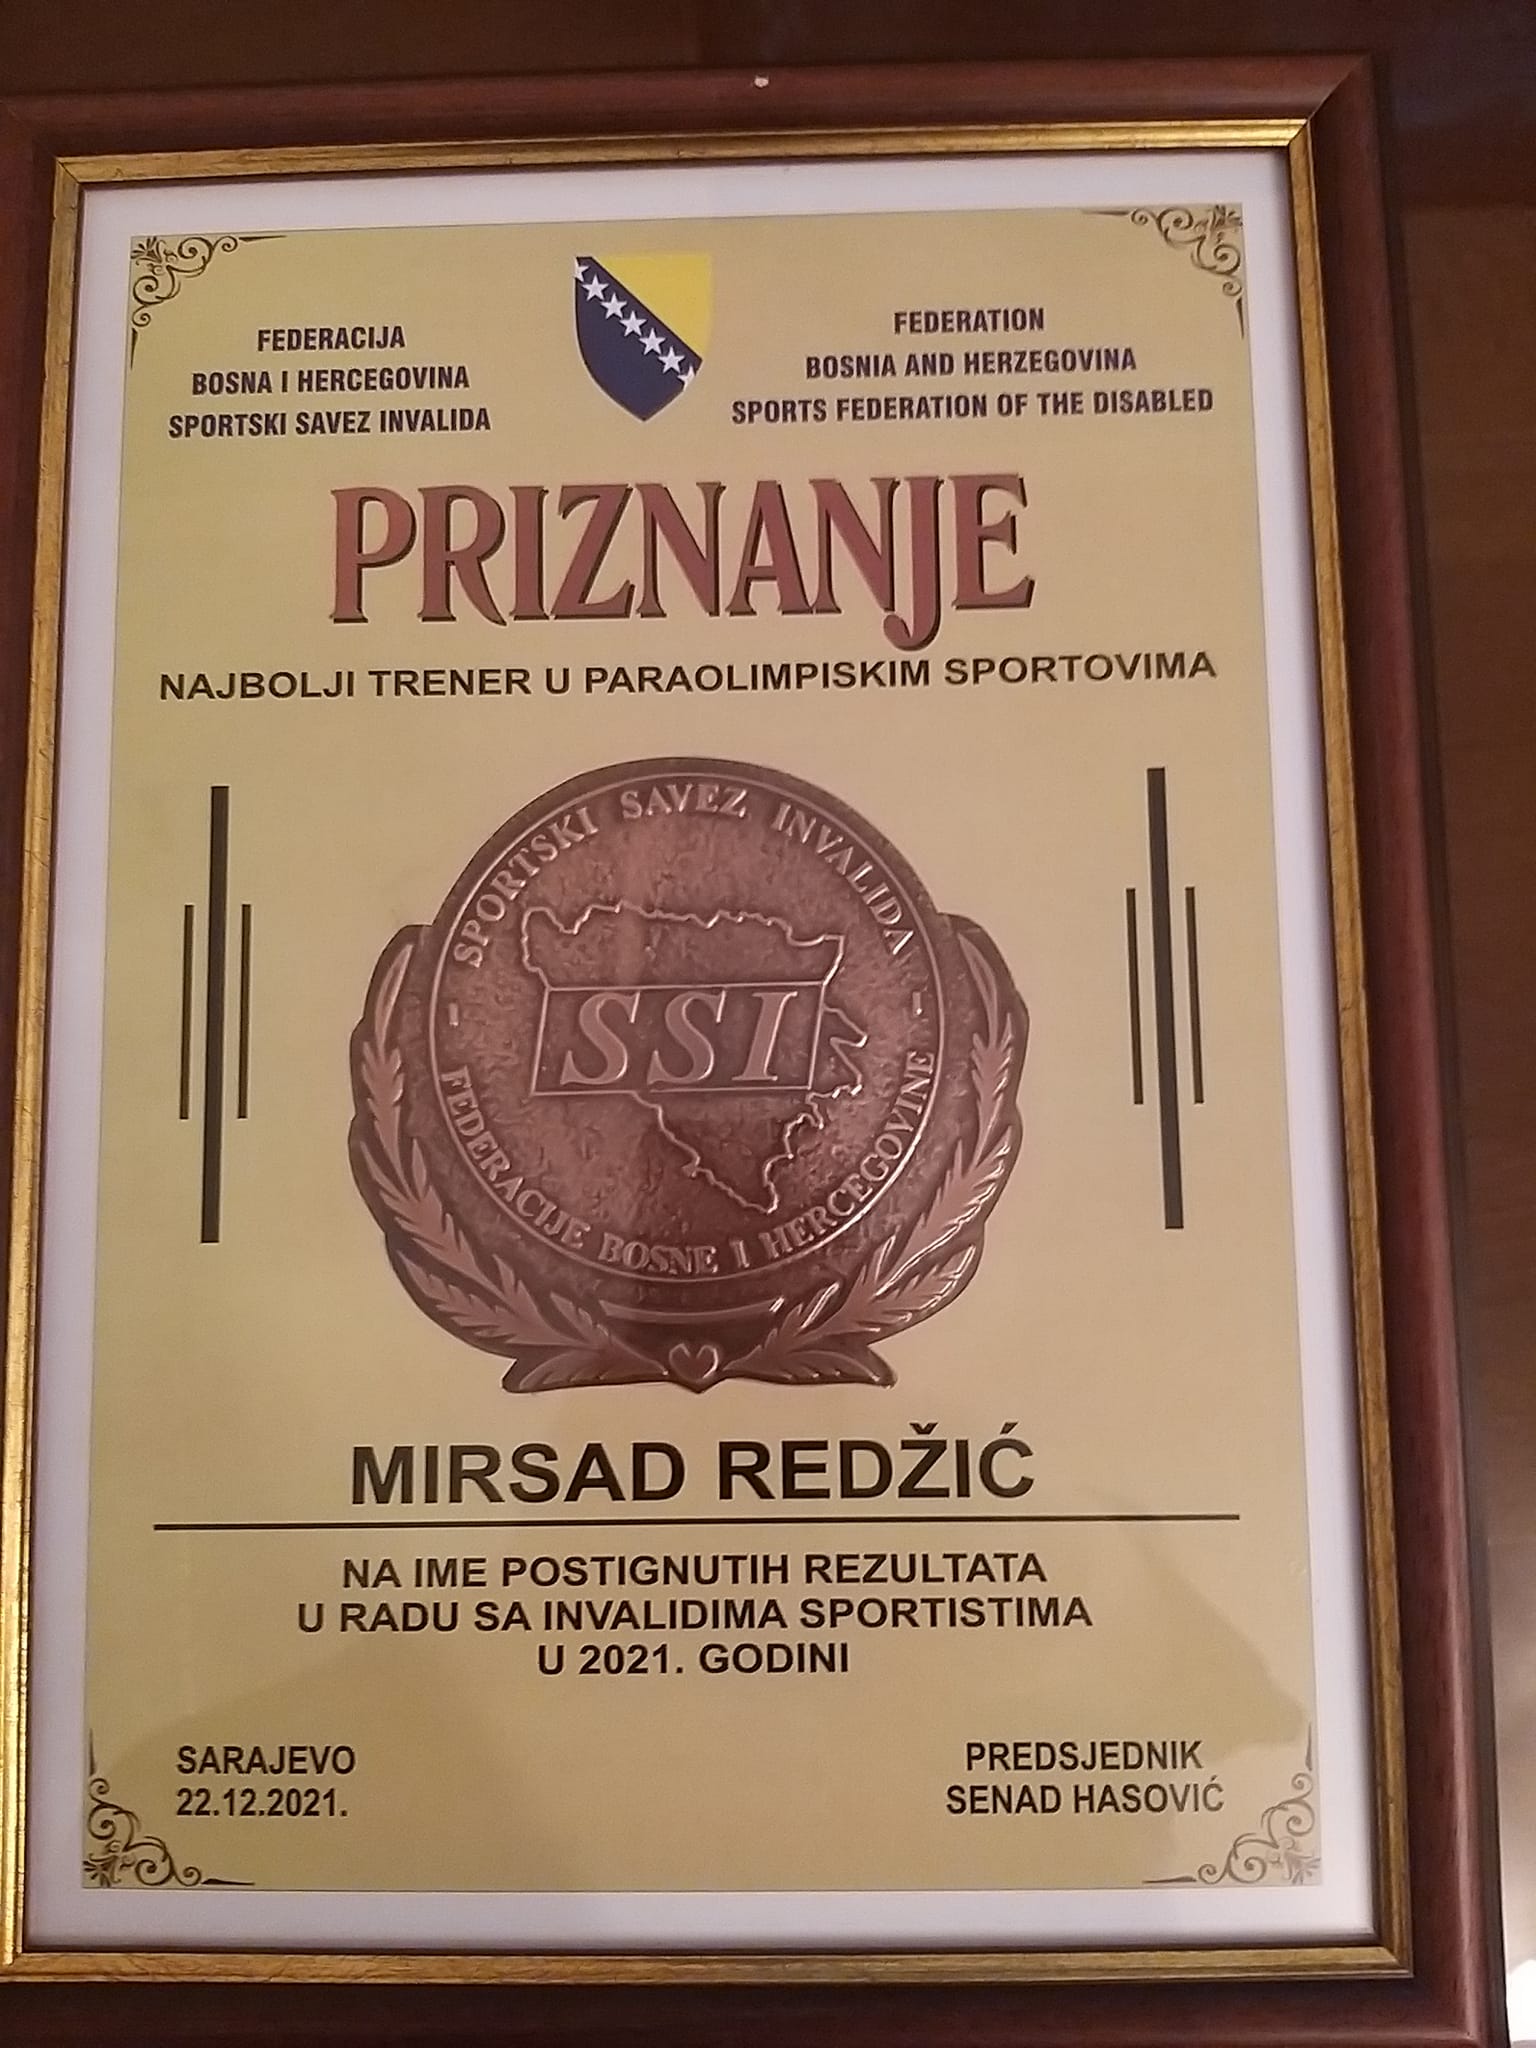 FEDERACIJA
BOSNA I HERCEGOVINA
SPORTSKI SAVEZ INVALIDA
FEDERATION
BOSNIA AND HERZEGOVINA
SPORTS FEDERATION OF THE DISABLED
PRIZNANJE
NAJBOLJI TRENER U PARAOLIMPISKIM SPORTOVIMA
SPORTSKI SAVEZ INVALIDA
SSI
FEDERACIJE BOSNE I HERCEGOVINE
MIRSAD REDŽIĆ
NA IME POSTIGNUTIH REZULTATA
U RADU SA INVALIDIMA SPORTISTIMA
U 2021. GODINI
SARAJEVO
22.12.2021.
PREDSJEDNIK
SENAD HASOVIĆ